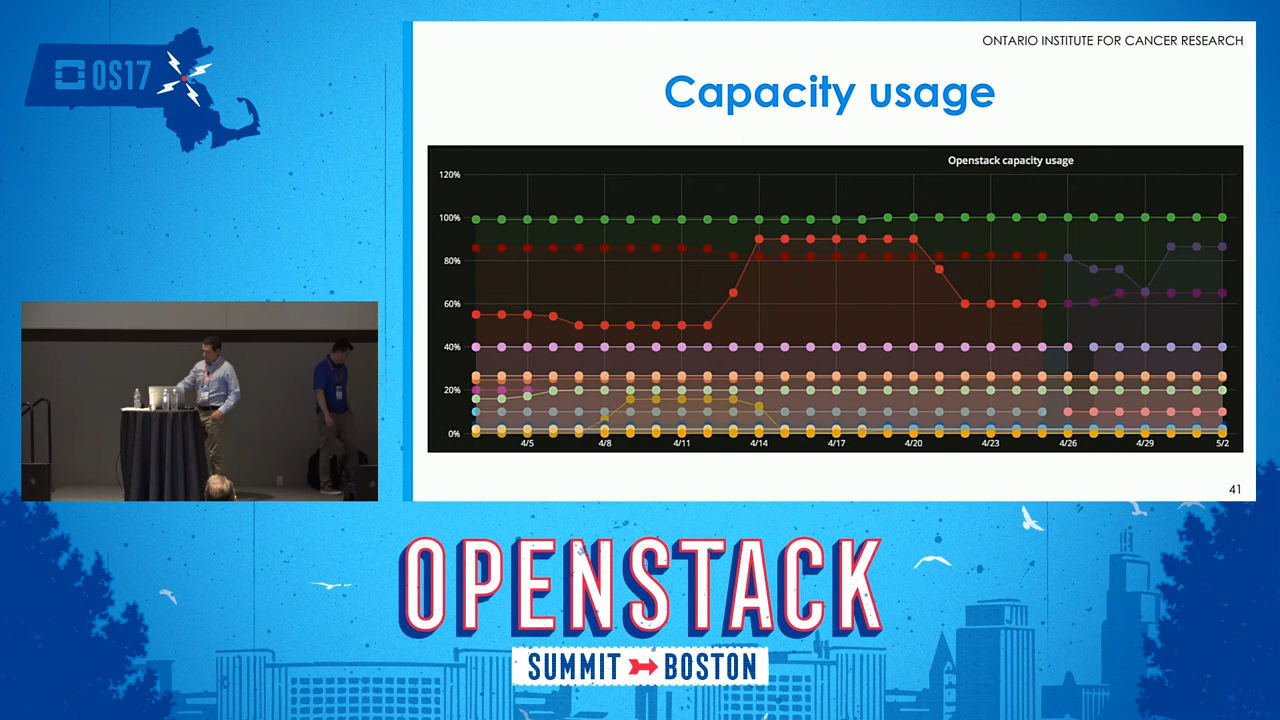 OS17
ONTARIO INSTITUTE FOR CANCER RESEARCH
Capacity usage
Openstack capacity usage
120%
100%
80%
60%
40%
20%
0%
4/5 4/8 4/11 4/14 4/17 4/20 4/23 4/26 4/29 5/2
41
OPENSTACK
SUMMIT BOSTON